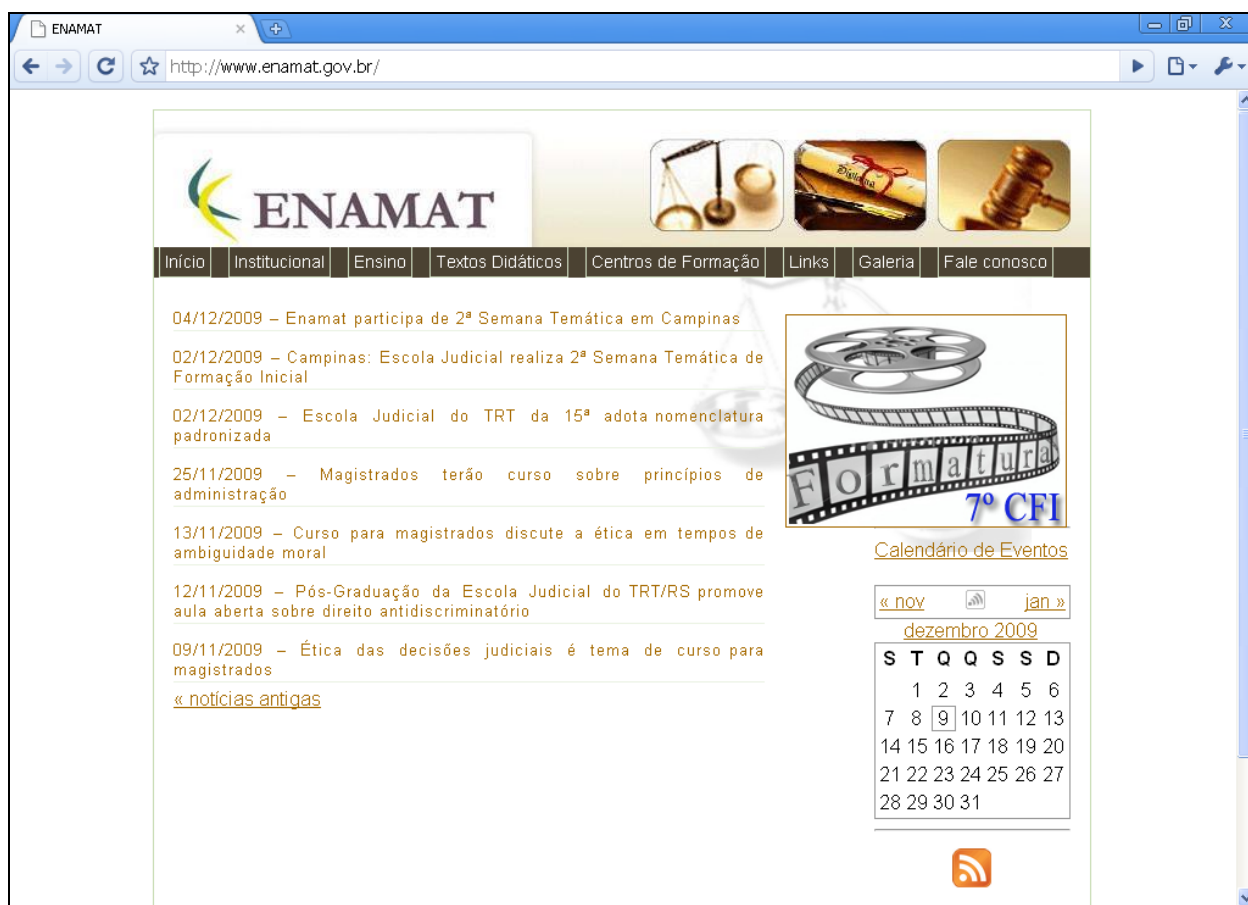 ENAMAT
http://www.enamat.gov.br/
ENAMAT
Diploma
Início Institucional Ensino Textos Didáticos Centros de Formação Links Galeria Fale conosco
04/12/2009 – Enamat participa de 2ª Semana Temática em Campinas
02/12/2009 – Campinas: Escola Judicial realiza 2ª Semana Temática de
Formação Inicial
02/12/2009 – Escola Judicial do TRT da 15ª adota nomenclatura
padronizada
25/11/2009 – Magistrados terão curso sobre princípios de
administração
13/11/2009 – Curso para magistrados discute a ética em tempos de
ambiguidade moral
12/11/2009 – Pós-Graduação da Escola Judicial do TRT/RS promove
aula aberta sobre direito antidiscriminatório
09/11/2009 – Ética das decisões judiciais é tema de curso para
magistrados
« notícias antigas
Formatura
7º CFI
Calendário de Eventos
« nov jan »
dezembro 2009
S T Q Q S S D
1 2 3 4 5 6
7 8 9 10 11 12 13
14 15 16 17 18 19 20
21 22 23 24 25 26 27
28 29 30 31